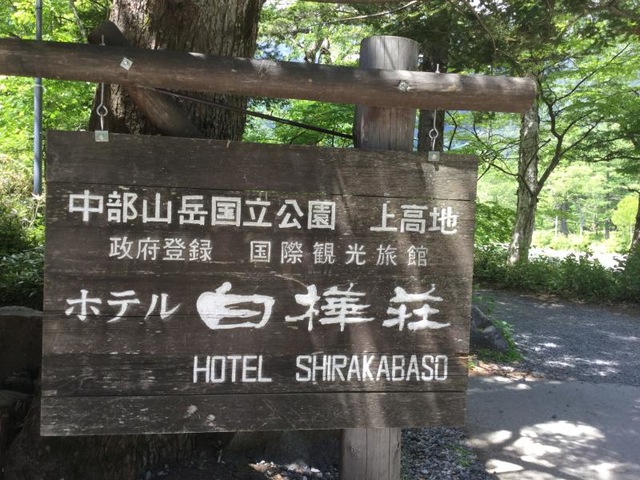 中部山岳国立公園　上高地
政府登録　国際観光旅館
ホテル 白樺荘
HOTEL SHIRAKABASO